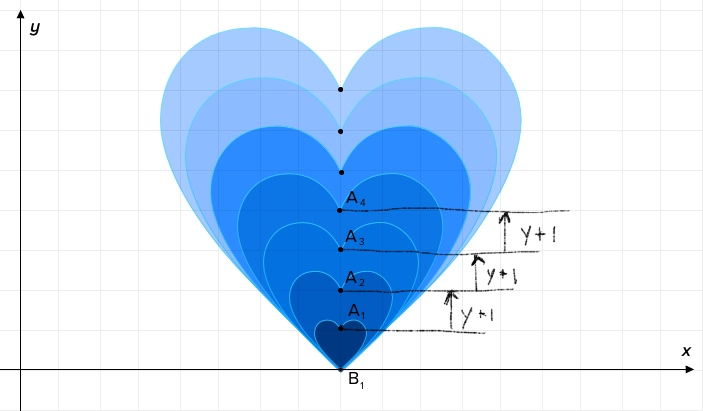 y
A₄
y+1
A₃
y+1
A₂
A₁
y+1
x
B₁